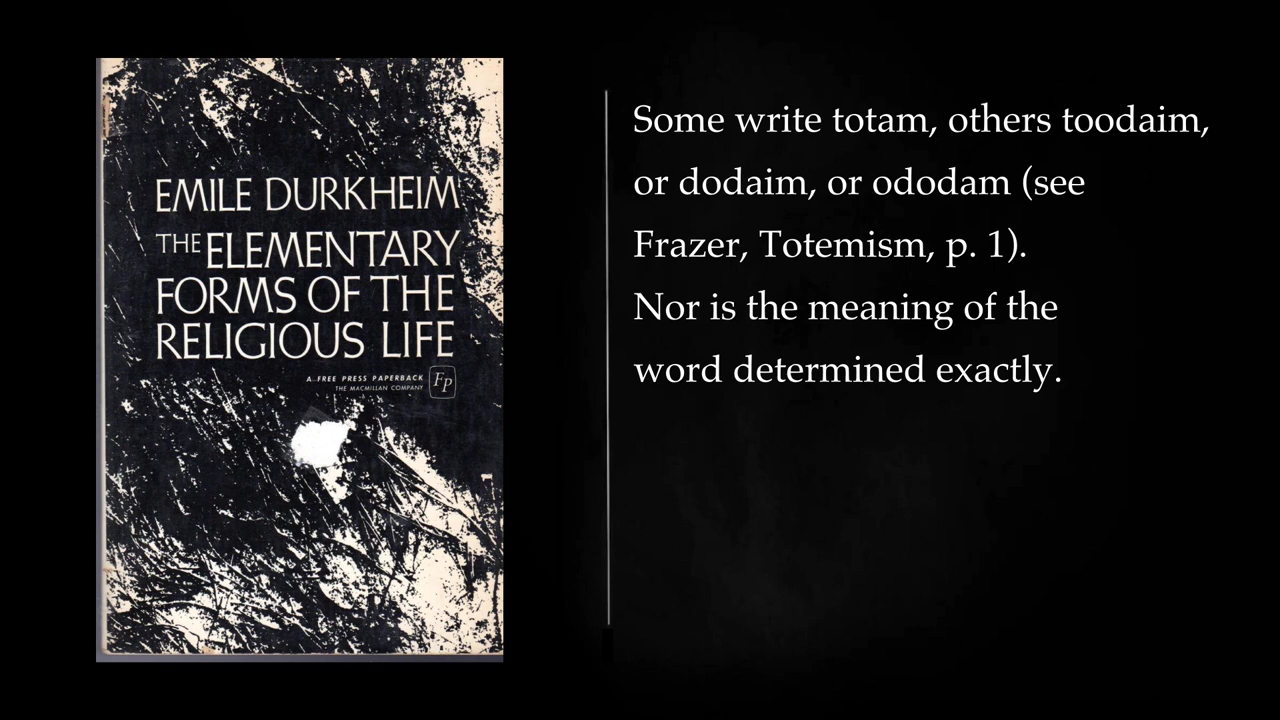 EMILE DURKHEIM
THE ELEMENTARY
FORMS OF THE
RELIGIOUS LIFE
A FREE PRESS PAPERBACK
THE MACMILLAN COMPANY
FP
Some write totam, others toodaim,
or dodaim, or ododam (see
Frazer, Totemism, p. 1).
Nor is the meaning of the
word determined exactly.